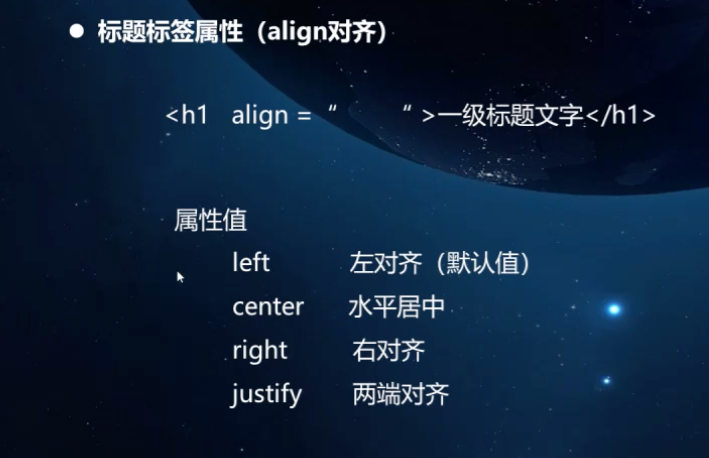 ● 标题标签属性（align对齐）
<h1 align = “ “ >一级标题文字</h1>
属性值
left 左对齐（默认值）
center 水平居中
right 右对齐
justify 两端对齐